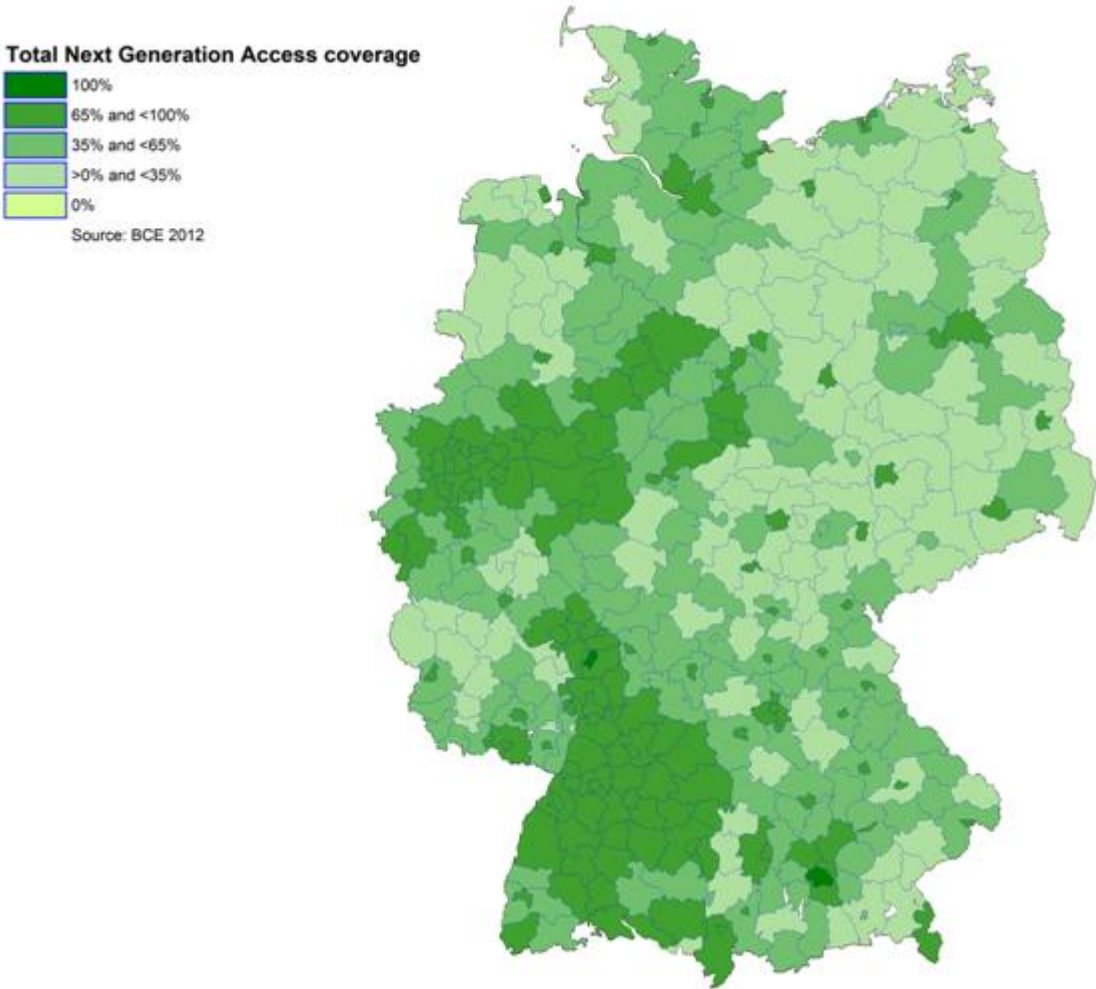 Total Next Generation Access coverage
100%
65% and <100%
35% and <65%
>0% and <35%
0%
Source: BCE 2012